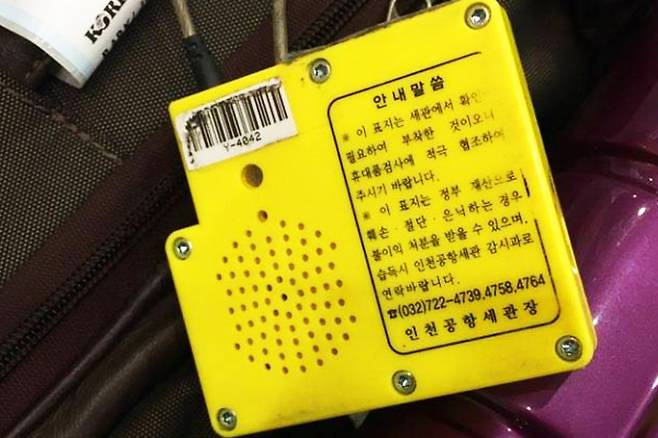 KOR
Y-4042
안내말씀
※ 이 표지는 세관에서 확인
필요하여 부착한 것이오니
휴대품검사에 적극 협조하여
주시기 바랍니다.
※ 이 표지는 정부 재산으로
훼손·절단·은닉하는 경우
불이익 처분을 받을 수 있으며,
습득시 인천공항세관 감시과로
연락바랍니다.
☎(032)722-4739,4758,4764
인천공항세관장